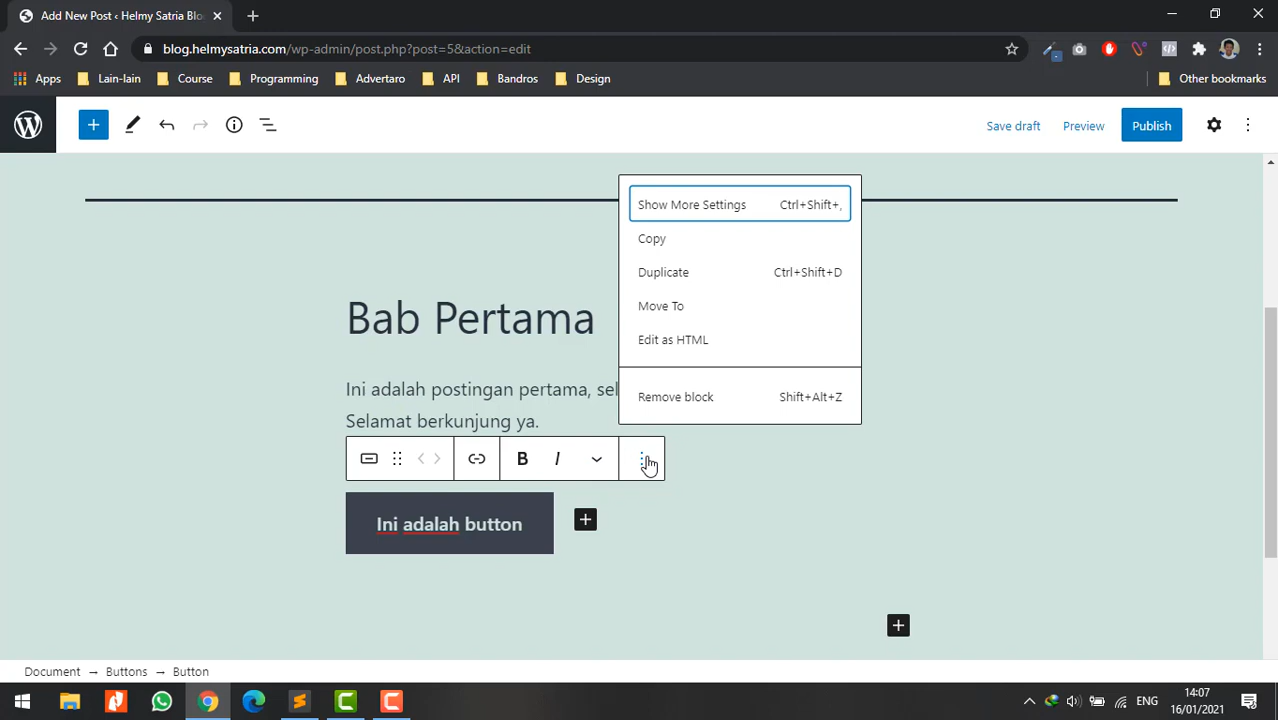 Add New Post ‹ Helmy Satria Blo
blog.helmysatria.com/wp-admin/post.php?post=5&action=edit
Apps Lain-lain Course Programming Advertaro API Bandros Design Other bookmarks
Save draft Preview Publish
Show More Settings Ctrl+Shift+,
Copy
Duplicate Ctrl+Shift+D
Move To
Edit as HTML
Remove block Shift+Alt+Z
Bab Pertama
Ini adalah postingan pertama, sel
Selamat berkunjung ya.
B I
Ini adalah button
Document → Buttons → Button
ENG
14:07
16/01/2021